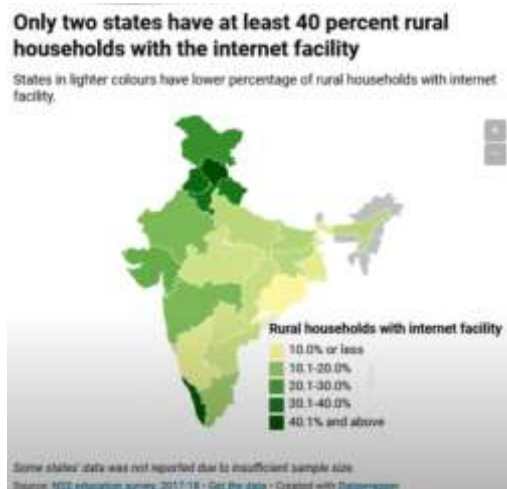 Only two states have at least 40 percent rural
households with the internet facility
States in lighter colours have lower percentage of rural households with internet
facility.
+
−
Rural households with internet facility
10.0% or less
10.1-20.0%
20.1-30.0%
30.1-40.0%
40.1% and above
Some states' data was not reported due to insufficient sample size
Source: NSS education survey, 2017-18 • Get the data • Created with Datawrapper